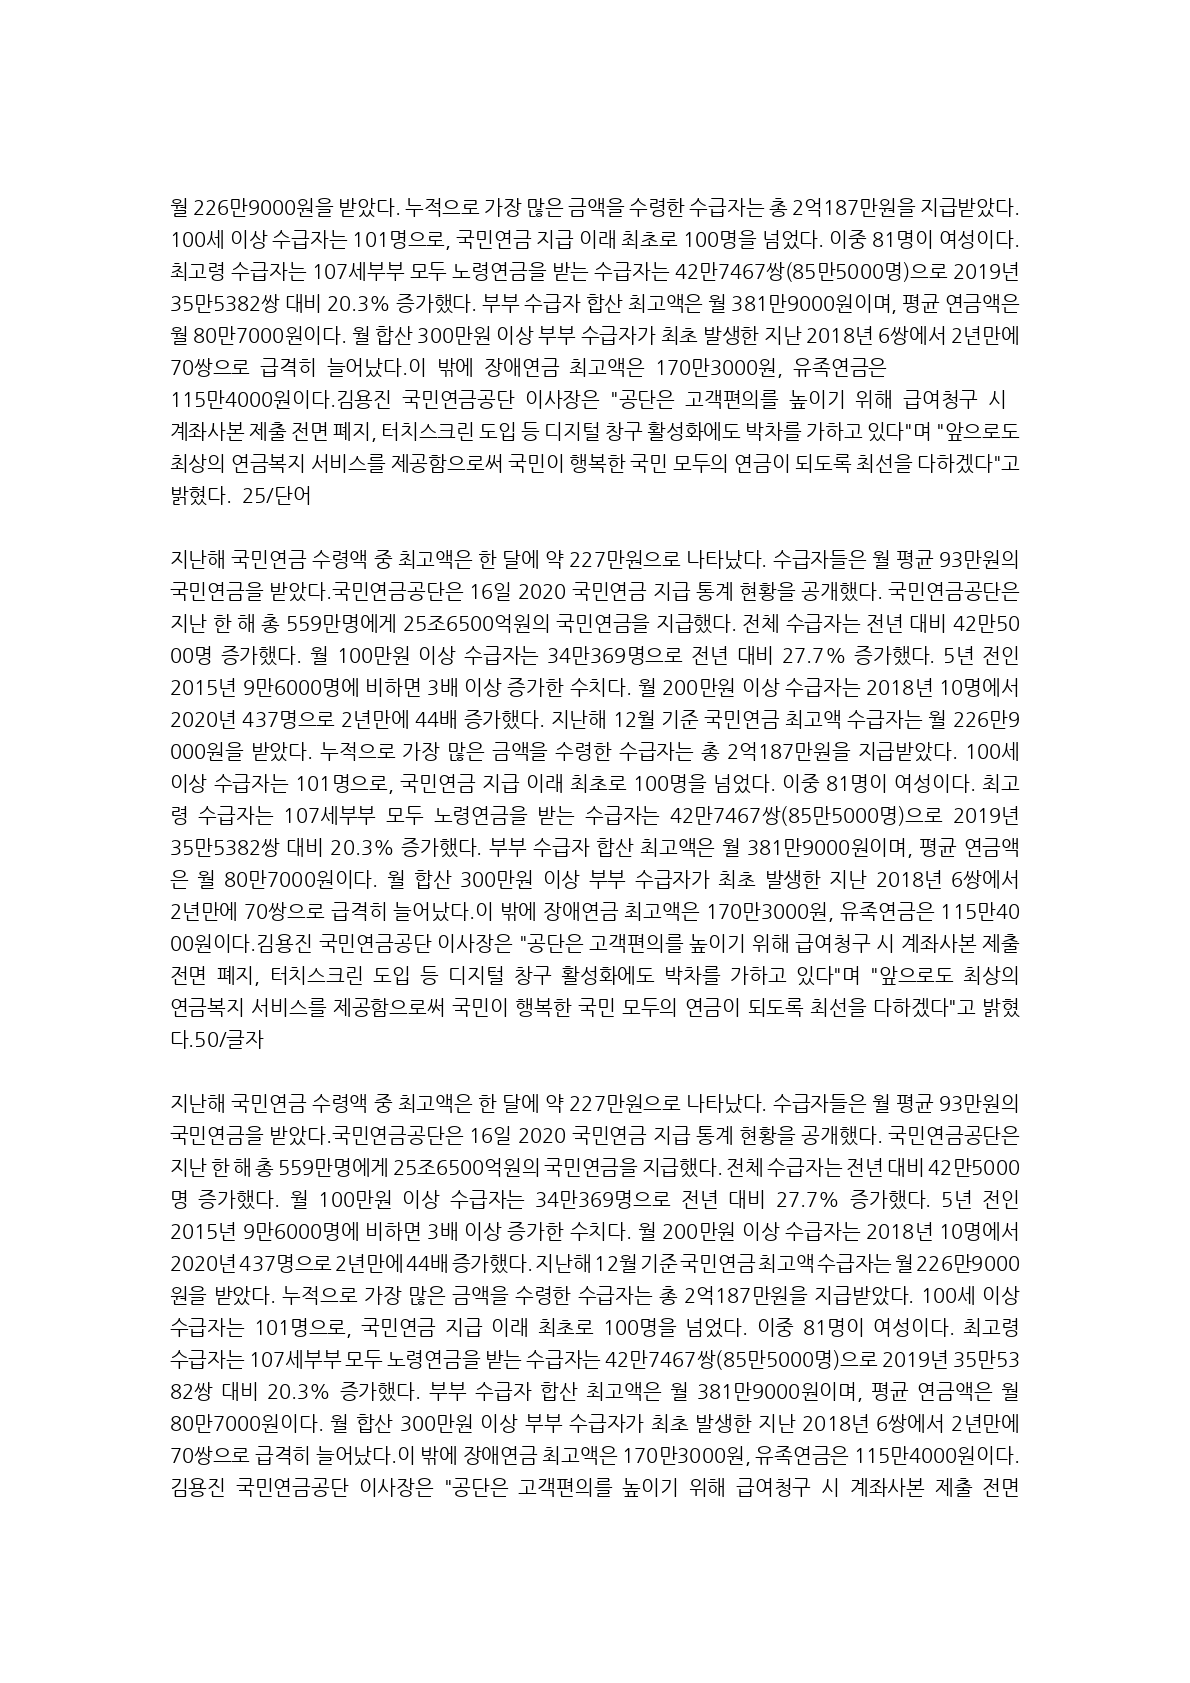 월 226만9000원을 받았다. 누적으로 가장 많은 금액을 수령한 수급자는 총 2억187만원을 지급받았다.
100세 이상 수급자는 101명으로, 국민연금 지급 이래 최초로 100명을 넘었다. 이중 81명이 여성이다.
최고령 수급자는 107세부부 모두 노령연금을 받는 수급자는 42만7467쌍(85만5000명)으로 2019년
35만5382쌍 대비 20.3% 증가했다. 부부 수급자 합산 최고액은 월 381만9000원이며, 평균 연금액은
월 80만7000원이다. 월 합산 300만원 이상 부부 수급자가 최초 발생한 지난 2018년 6쌍에서 2년만에
70쌍으로 급격히 늘어났다.이 밖에 장애연금 최고액은 170만3000원, 유족연금은
115만4000원이다.김용진 국민연금공단 이사장은 "공단은 고객편의를 높이기 위해 급여청구 시
계좌사본 제출 전면 폐지, 터치스크린 도입 등 디지털 창구 활성화에도 박차를 가하고 있다"며 "앞으로도
최상의 연금복지 서비스를 제공함으로써 국민이 행복한 국민 모두의 연금이 되도록 최선을 다하겠다"고
밝혔다. 25/단어
지난해 국민연금 수령액 중 최고액은 한 달에 약 227만원으로 나타났다. 수급자들은 월 평균 93만원의
국민연금을 받았다.국민연금공단은 16일 2020 국민연금 지급 통계 현황을 공개했다. 국민연금공단은
지난 한 해 총 559만명에게 25조6500억원의 국민연금을 지급했다. 전체 수급자는 전년 대비 42만50
00명 증가했다. 월 100만원 이상 수급자는 34만369명으로 전년 대비 27.7% 증가했다. 5년 전인
2015년 9만6000명에 비하면 3배 이상 증가한 수치다. 월 200만원 이상 수급자는 2018년 10명에서
2020년 437명으로 2년만에 44배 증가했다. 지난해 12월 기준 국민연금 최고액 수급자는 월 226만9
000원을 받았다. 누적으로 가장 많은 금액을 수령한 수급자는 총 2억187만원을 지급받았다. 100세
이상 수급자는 101명으로, 국민연금 지급 이래 최초로 100명을 넘었다. 이중 81명이 여성이다. 최고
령 수급자는 107세부부 모두 노령연금을 받는 수급자는 42만7467쌍(85만5000명)으로 2019년
35만5382쌍 대비 20.3% 증가했다. 부부 수급자 합산 최고액은 월 381만9000원이며, 평균 연금액
은 월 80만7000원이다. 월 합산 300만원 이상 부부 수급자가 최초 발생한 지난 2018년 6쌍에서
2년만에 70쌍으로 급격히 늘어났다.이 밖에 장애연금 최고액은 170만3000원, 유족연금은 115만40
00원이다.김용진 국민연금공단 이사장은 "공단은 고객편의를 높이기 위해 급여청구 시 계좌사본 제출
전면 폐지, 터치스크린 도입 등 디지털 창구 활성화에도 박차를 가하고 있다"며 "앞으로도 최상의
연금복지 서비스를 제공함으로써 국민이 행복한 국민 모두의 연금이 되도록 최선을 다하겠다"고 밝혔
다.50/글자
지난해 국민연금 수령액 중 최고액은 한 달에 약 227만원으로 나타났다. 수급자들은 월 평균 93만원의
국민연금을 받았다.국민연금공단은 16일 2020 국민연금 지급 통계 현황을 공개했다. 국민연금공단은
지난 한 해 총 559만명에게 25조6500억원의 국민연금을 지급했다. 전체 수급자는 전년 대비 42만5000
명 증가했다. 월 100만원 이상 수급자는 34만369명으로 전년 대비 27.7% 증가했다. 5년 전인
2015년 9만6000명에 비하면 3배 이상 증가한 수치다. 월 200만원 이상 수급자는 2018년 10명에서
2020년 437명으로 2년만에 44배 증가했다. 지난해 12월 기준 국민연금 최고액 수급자는 월 226만9000
원을 받았다. 누적으로 가장 많은 금액을 수령한 수급자는 총 2억187만원을 지급받았다. 100세 이상
수급자는 101명으로, 국민연금 지급 이래 최초로 100명을 넘었다. 이중 81명이 여성이다. 최고령
수급자는 107세부부 모두 노령연금을 받는 수급자는 42만7467쌍(85만5000명)으로 2019년 35만53
82쌍 대비 20.3% 증가했다. 부부 수급자 합산 최고액은 월 381만9000원이며, 평균 연금액은 월
80만7000원이다. 월 합산 300만원 이상 부부 수급자가 최초 발생한 지난 2018년 6쌍에서 2년만에
70쌍으로 급격히 늘어났다.이 밖에 장애연금 최고액은 170만3000원, 유족연금은 115만4000원이다.
김용진 국민연금공단 이사장은 "공단은 고객편의를 높이기 위해 급여청구 시 계좌사본 제출 전면